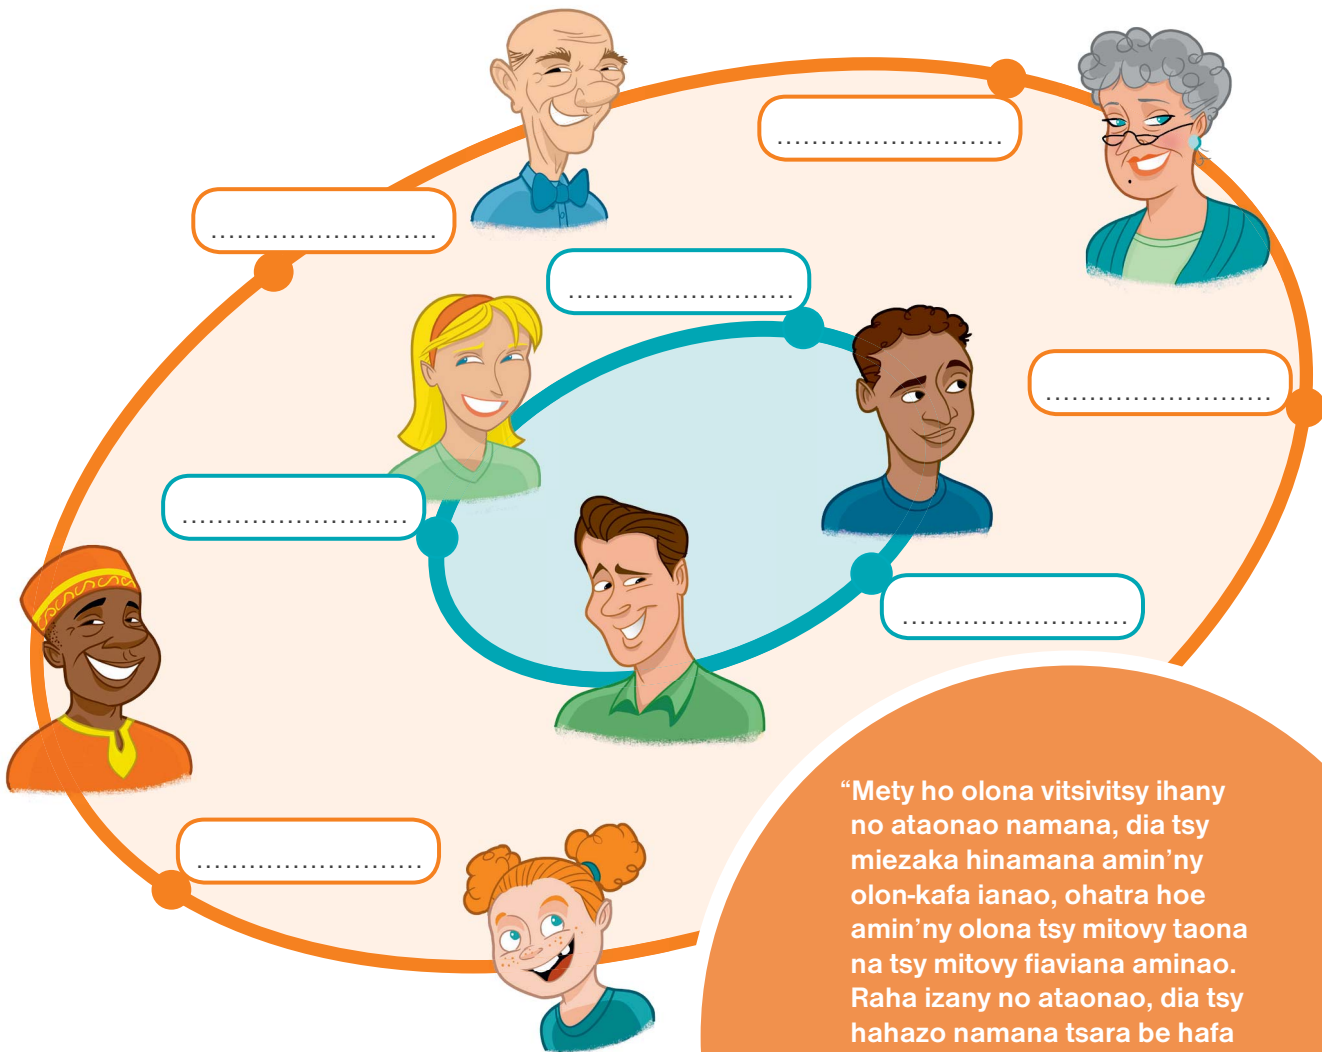 “Mety ho olona vitsivitsy ihany
no ataonao namana, dia tsy
miezaka hinamana amin’ny
olon-kafa ianao, ohatra hoe
amin’ny olona tsy mitovy taona
na tsy mitovy fiaviana aminao.
Raha izany no ataonao, dia tsy
hahazo namana tsara be hafa